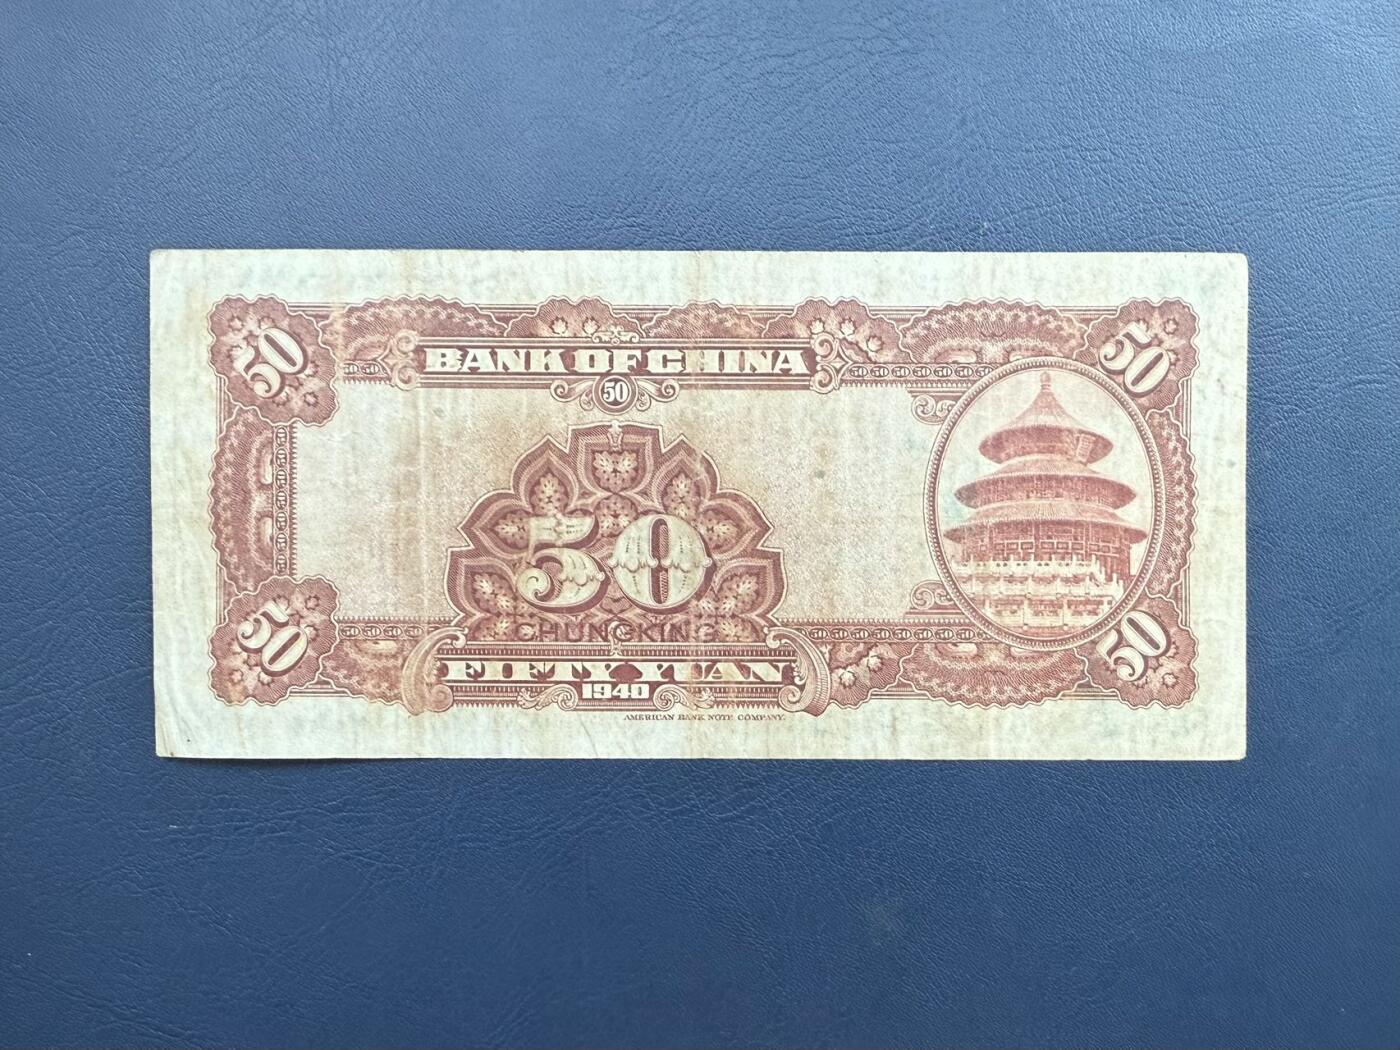 50 50
BANK OF CHINA
50
50
CHUNGKING
50 FIFTY YUAN 50
1940
AMERICAN BANK NOTE COMPANY.